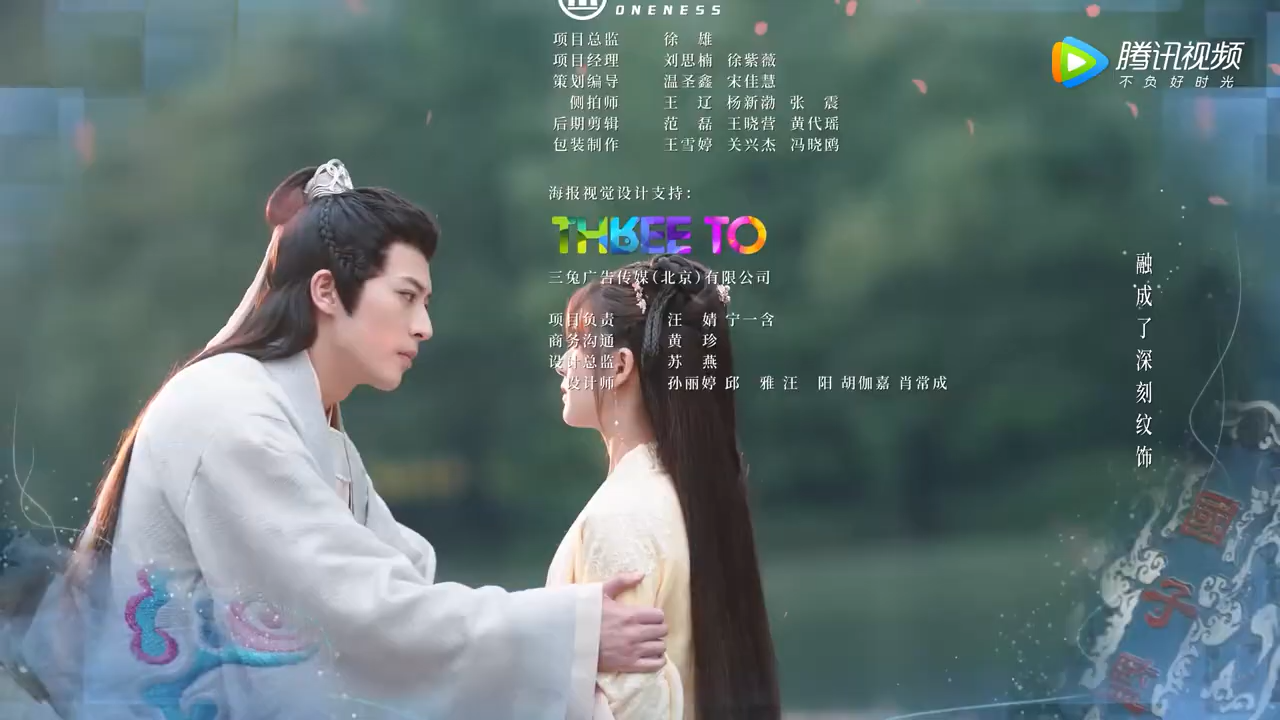 ONENESS
项目总监 徐 雄
项目经理 刘思楠 徐紫薇
策划编导 温圣鑫 宋佳慧
侧拍师 王 辽 杨新渤 张 震
后期剪辑 范 磊 王晓营 黄代瑶
包装制作 王雪婷 关兴杰 冯晓鸥
海报视觉设计支持：
THREE TO
三兔广告传媒（北京）有限公司
项目负责 汪 婧 宁一含
商务沟通 黄 珍
设计总监 苏 燕
设计师 孙丽婷 邱 雅 汪 阳 胡伽嘉 肖常成
腾讯视频
不负好时光
融成了深刻纹饰
國子